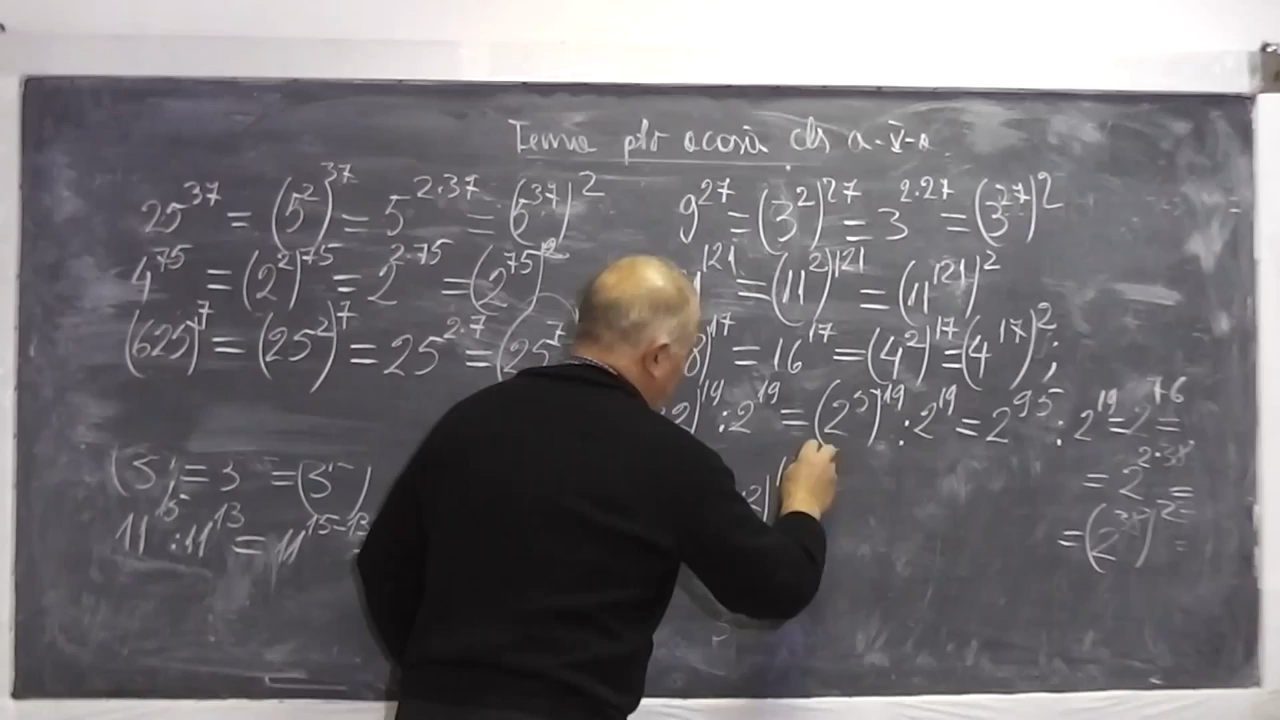 Tema ptr acasă cls a-V-a
25^37 = (5^2)^37 = 5^2·37 = (5^37)^2
4^75 = (2^2)^75 = 2^2·75 = (2^75)^2
(625)^7 = (25^2)^7 = 25^2·7 = (25^7
(5 = 5 = (5 )
11^15 : 11^13 = 11^15-13
9^27 = (3^2)^27 = 3^2·27 = (3^27)^2
^121 = (11^2)^121 = (11^121)^2
8)^17 = 16^17 = (4^2)^17 = (4^17)^2;
2)^19 : 2^19 = (2^5)^19 : 2^19 = 2^95 : 2^19 = 2^76 =
= 2^2·38 =
= (2^38)^2 =